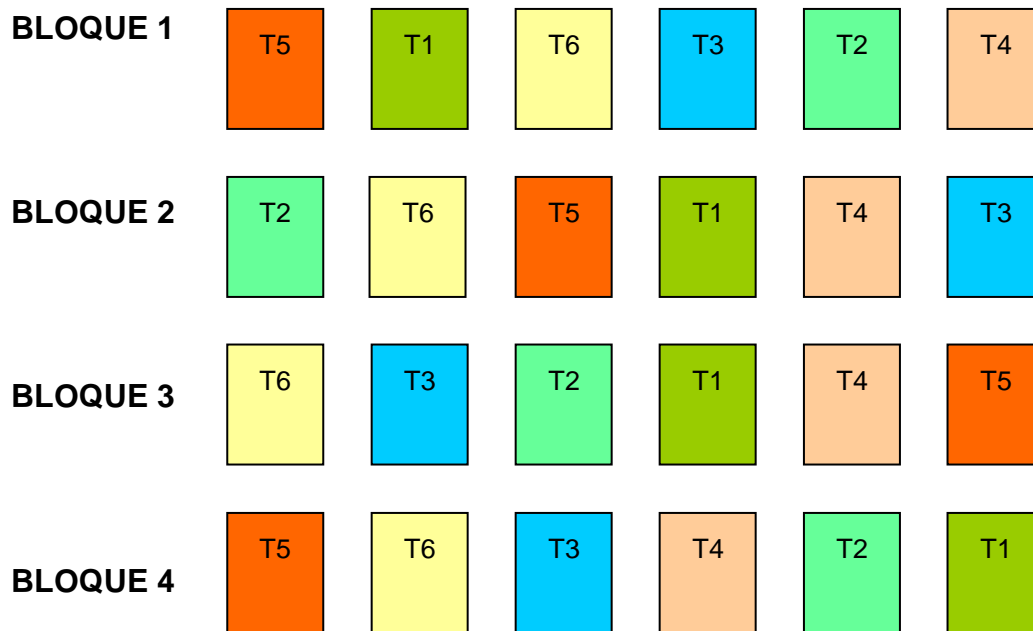 BLOQUE 1 T5 T1 T6 T3 T2 T4
BLOQUE 2 T2 T6 T5 T1 T4 T3
BLOQUE 3 T6 T3 T2 T1 T4 T5
BLOQUE 4 T5 T6 T3 T4 T2 T1